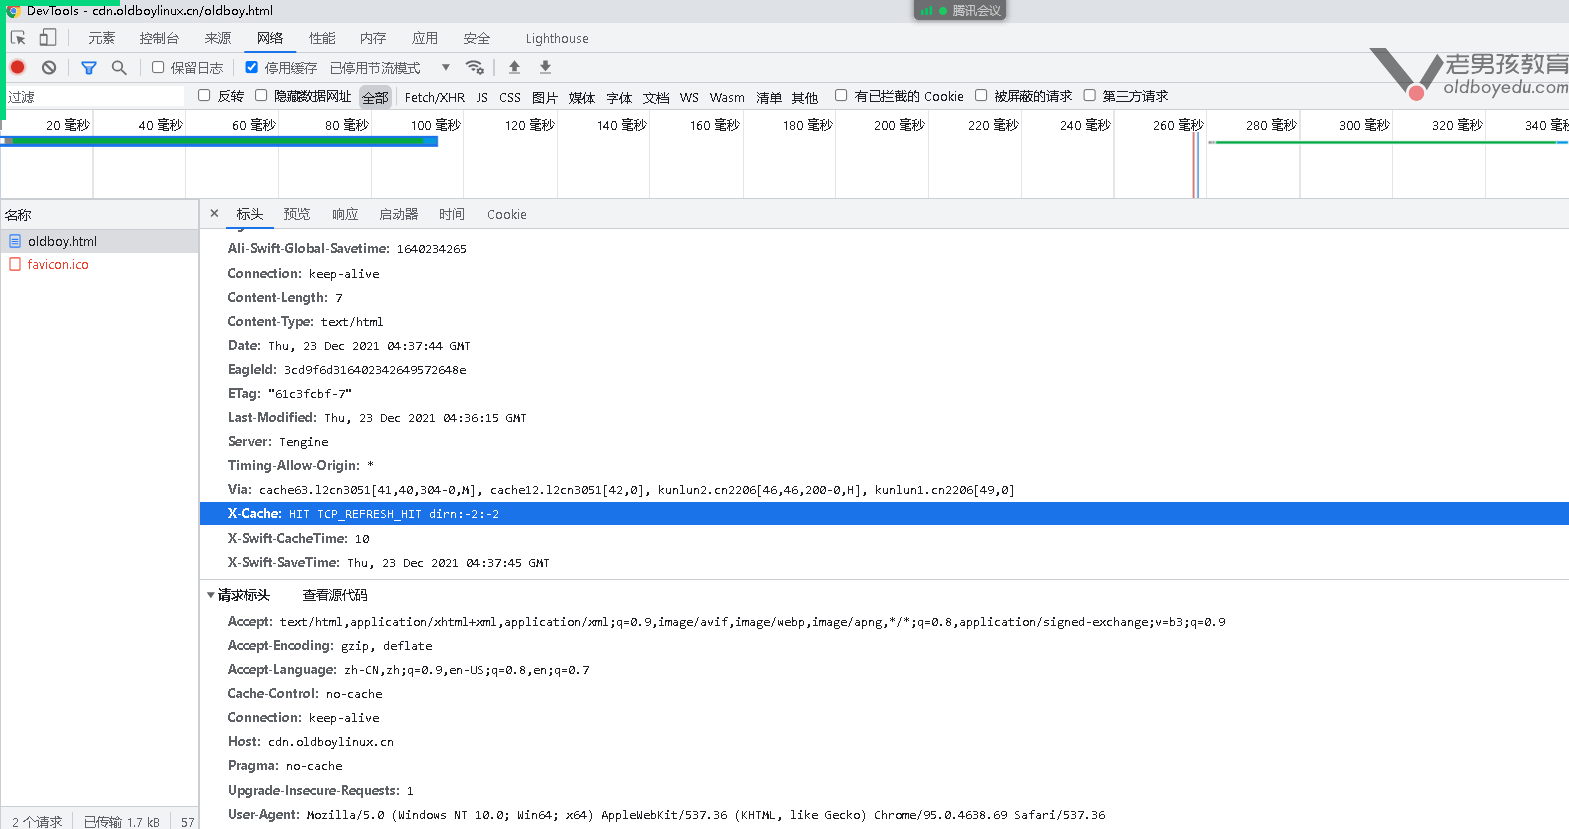 DevTools - cdn.oldboylinux.cn/oldboy.html
腾讯会议
元素 控制台 来源 网络 性能 内存 应用 安全 Lighthouse
保留日志 停用缓存 已停用节流模式
老男孩教育
oldboyedu.com
过滤 反转 隐藏数据网址 全部 Fetch/XHR JS CSS 图片 媒体 字体 文档 WS Wasm 清单 其他 有已拦截的 Cookie 被屏蔽的请求 第三方请求
20 毫秒 40 毫秒 60 毫秒 80 毫秒 100 毫秒 120 毫秒 140 毫秒 160 毫秒 180 毫秒 200 毫秒 220 毫秒 240 毫秒 260 毫秒 280 毫秒 300 毫秒 320 毫秒 340 毫秒
名称 × 标头 预览 响应 启动器 时间 Cookie
oldboy.html
favicon.ico
Ali-Swift-Global-Savetime: 1640234265
Connection: keep-alive
Content-Length: 7
Content-Type: text/html
Date: Thu, 23 Dec 2021 04:37:44 GMT
EagleId: 3cd9f6d316402342649572648e
ETag: "61c3fcbf-7"
Last-Modified: Thu, 23 Dec 2021 04:36:15 GMT
Server: Tengine
Timing-Allow-Origin: *
Via: cache63.l2cn3051[41,40,304-0,M], cache12.l2cn3051[42,0], kunlun2.cn2206[46,46,200-0,H], kunlun1.cn2206[49,0]
X-Cache: HIT TCP_REFRESH_HIT dirn:-2:-2
X-Swift-CacheTime: 10
X-Swift-SaveTime: Thu, 23 Dec 2021 04:37:45 GMT
请求标头 查看源代码
Accept: text/html,application/xhtml+xml,application/xml;q=0.9,image/avif,image/webp,image/apng,*/*;q=0.8,application/signed-exchange;v=b3;q=0.9
Accept-Encoding: gzip, deflate
Accept-Language: zh-CN,zh;q=0.9,en-US;q=0.8,en;q=0.7
Cache-Control: no-cache
Connection: keep-alive
Host: cdn.oldboylinux.cn
Pragma: no-cache
Upgrade-Insecure-Requests: 1
User-Agent: Mozilla/5.0 (Windows NT 10.0; Win64; x64) AppleWebKit/537.36 (KHTML, like Gecko) Chrome/95.0.4638.69 Safari/537.36
2 个请求 已传输 1.7 kB 57